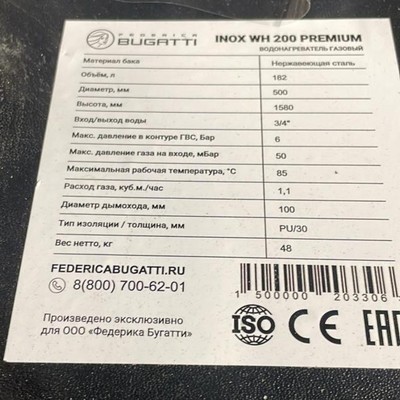 FEDERICA
BUGATTI
INOX WH 200 PREMIUM
ВОДОНАГРЕВАТЕЛЬ ГАЗОВЫЙ
Материал бака Нержавеющая сталь
Объём, л 182
Диаметр, мм 500
Высота, мм 1580
Вход/выход воды 3/4"
Макс. давление в контуре ГВС, Бар 6
Макс. давление газа на входе, мБар 50
Максимальная рабочая температура, °С 85
Расход газа, куб.м./час 1,1
Диаметр дымохода, мм 100
Тип изоляции / толщина, мм PU/30
Вес нетто, кг 48
FEDERICABUGATTI.RU
8(800) 700-62-01
1 500000 203306
Произведено эксклюзивно
для ООО «Федерика Бугатти»
ISO CE EAC